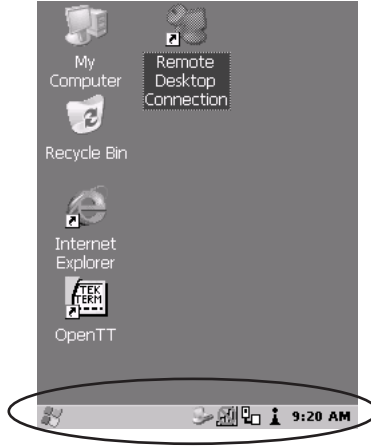 My
Computer
Remote
Desktop
Connection
Recycle Bin
Internet
Explorer
TEK
TERM
OpenTT
9:20 AM